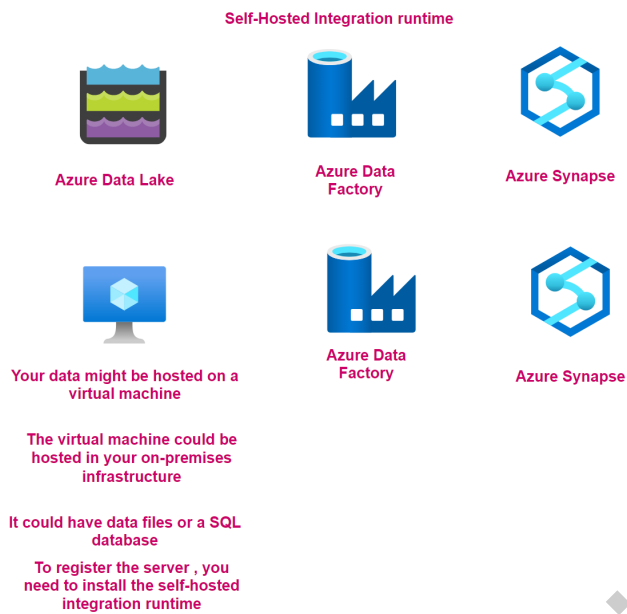 Self-Hosted Integration runtime
Azure Data Lake
Azure Data
Factory
Azure Synapse
Your data might be hosted on a
virtual machine
Azure Data
Factory
Azure Synapse
The virtual machine could be
hosted in your on-premises
infrastructure
It could have data files or a SQL
database
To register the server , you
need to install the self-hosted
integration runtime